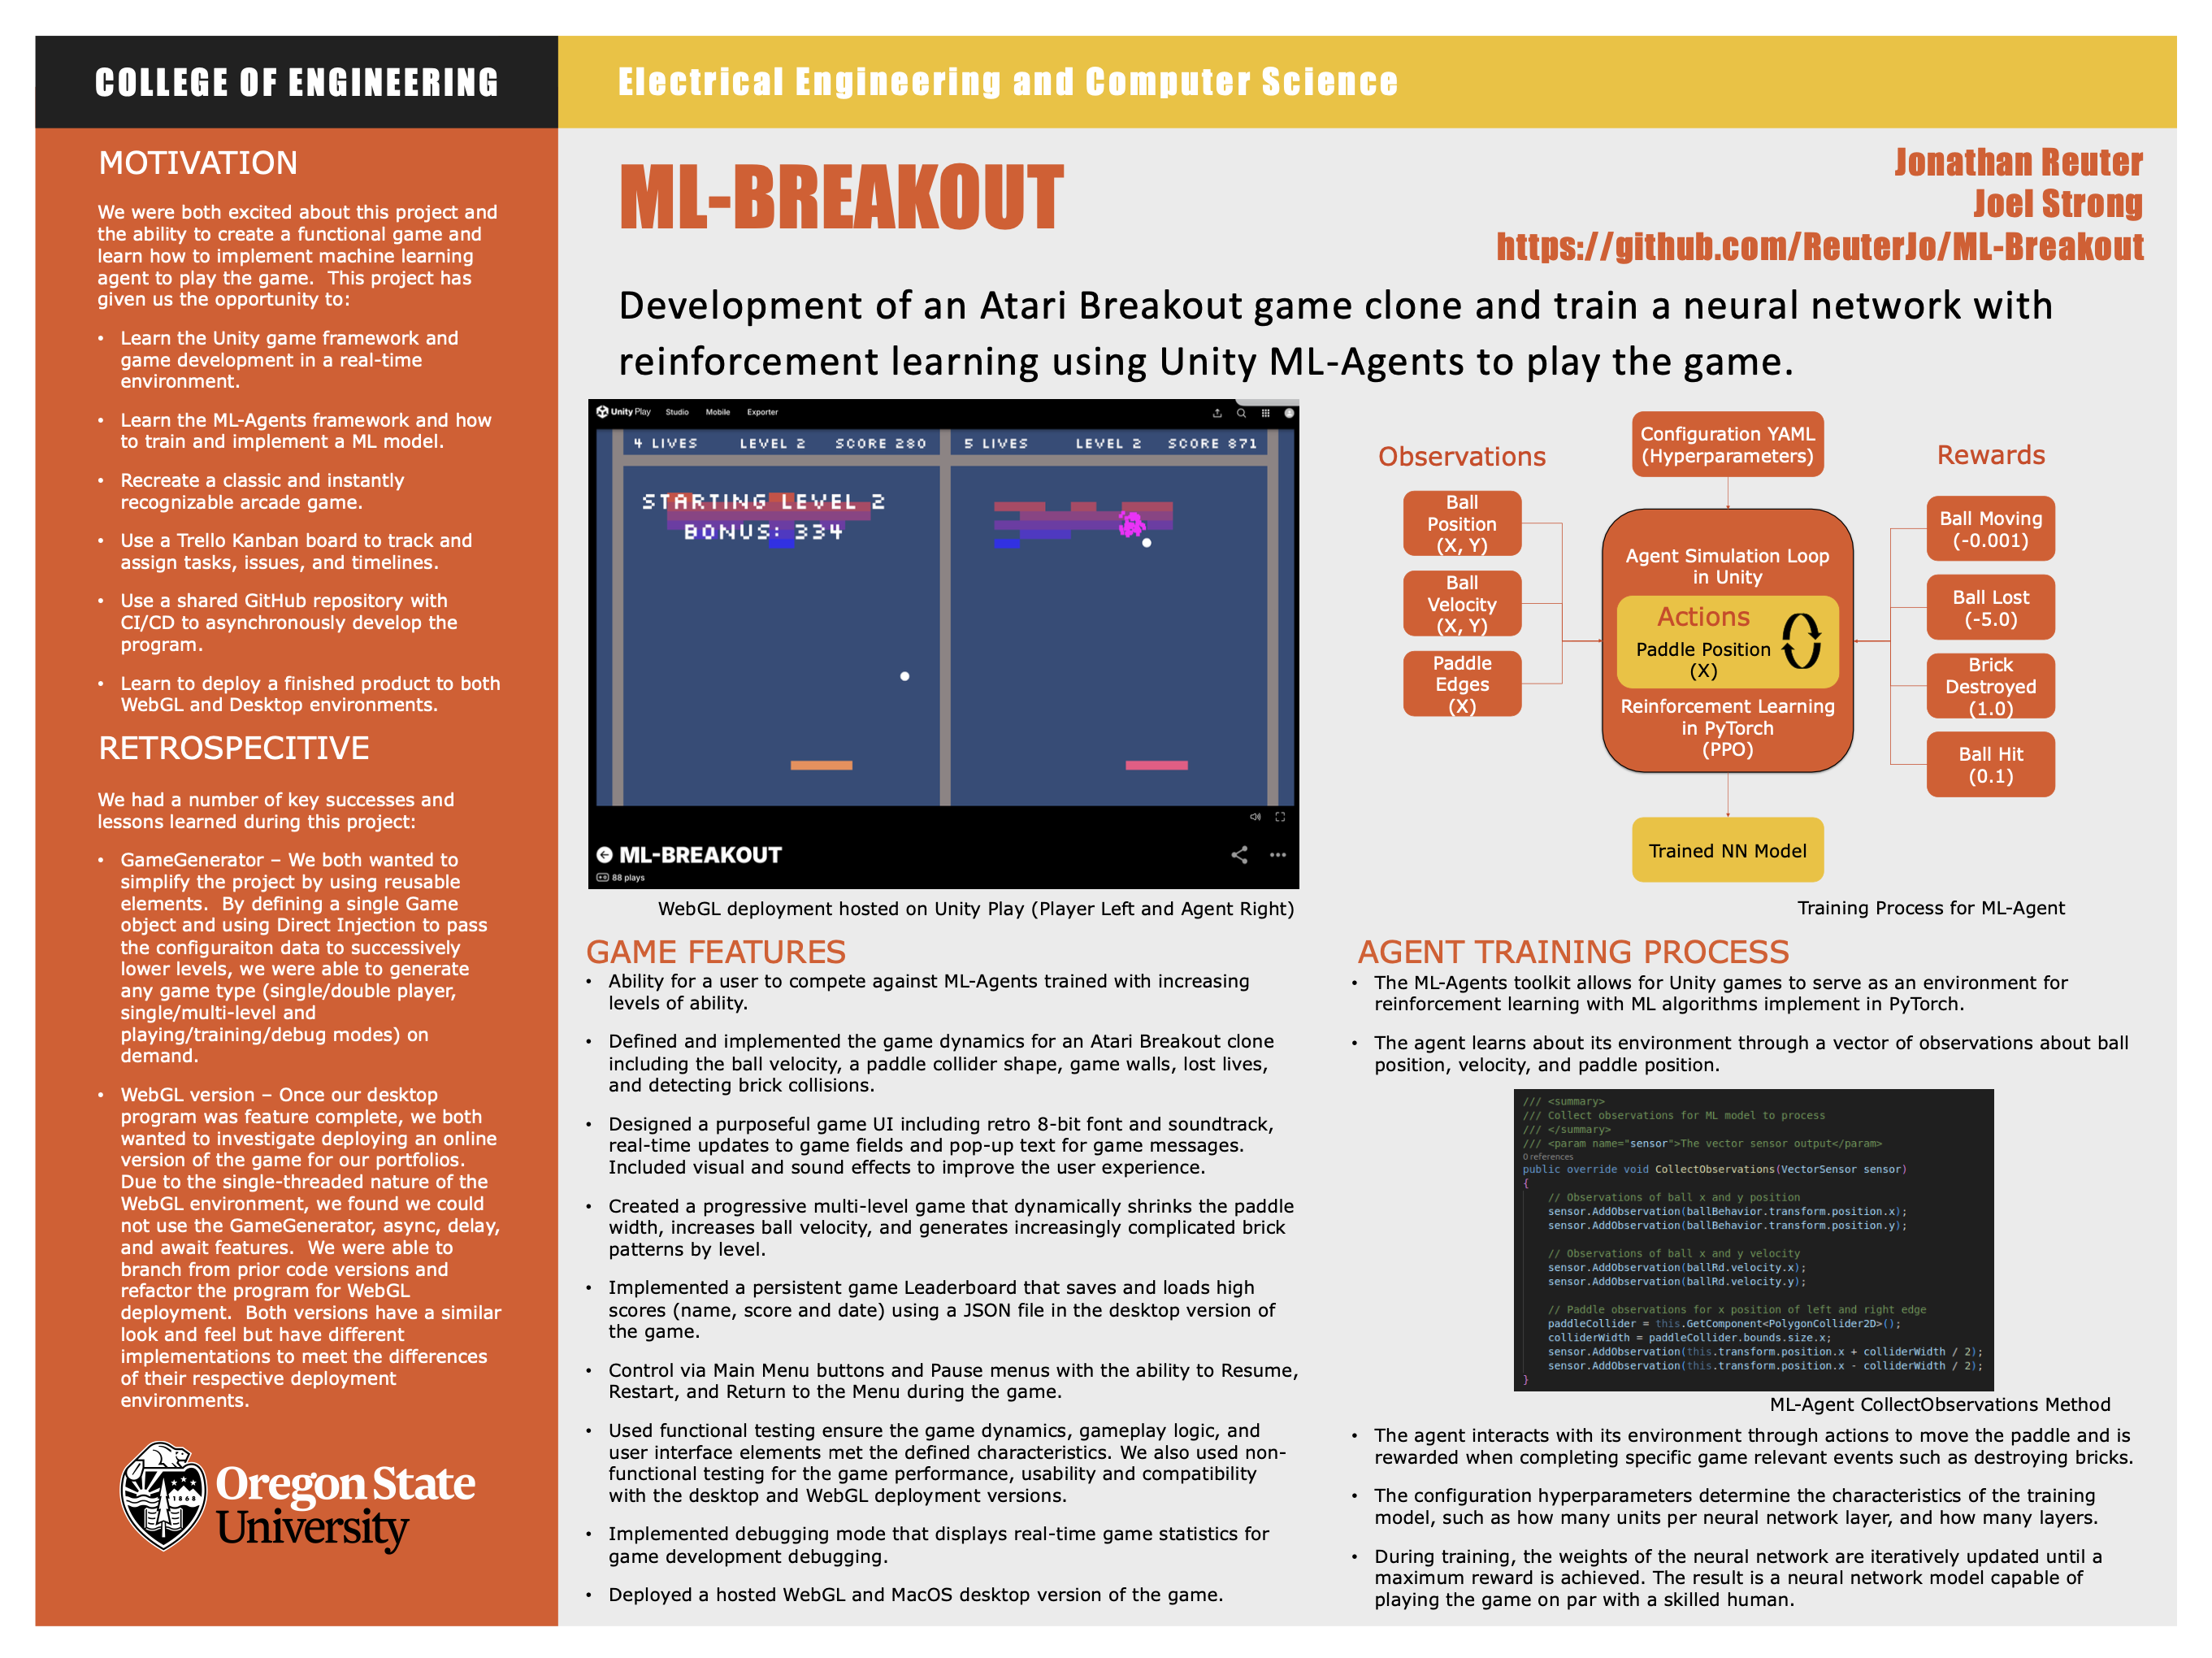 COLLEGE OF ENGINEERING
Electrical Engineering and Computer Science
MOTIVATION
We were both excited about this project and
the ability to create a functional game and
learn how to implement machine learning
agent to play the game.  This project has
given us the opportunity to:
• Learn the Unity game framework and
game development in a real-time
environment.
• Learn the ML-Agents framework and how
to train and implement a ML model.
• Recreate a classic and instantly
recognizable arcade game.
• Use a Trello Kanban board to track and
assign tasks, issues, and timelines.
• Use a shared GitHub repository with
CI/CD to asynchronously develop the
program.
• Learn to deploy a finished product to both
WebGL and Desktop environments.
RETROSPECITIVE
We had a number of key successes and
lessons learned during this project:
• GameGenerator – We both wanted to
simplify the project by using reusable
elements.  By defining a single Game
object and using Direct Injection to pass
the configuraiton data to successively
lower levels, we were able to generate
any game type (single/double player,
single/multi-level and
playing/training/debug modes) on
demand.
• WebGL version – Once our desktop
program was feature complete, we both
wanted to investigate deploying an online
version of the game for our portfolios.
Due to the single-threaded nature of the
WebGL environment, we found we could
not use the GameGenerator, async, delay,
and await features.  We were able to
branch from prior code versions and
refactor the program for WebGL
deployment.  Both versions have a similar
look and feel but have different
implementations to meet the differences
of their respective deployment
environments.
1868
Oregon State
University
ML-BREAKOUT
Jonathan Reuter
Joel Strong
https://github.com/ReuterJo/ML-Breakout
Development of an Atari Breakout game clone and train a neural network with
reinforcement learning using Unity ML-Agents to play the game.
Unity Play Studio Mobile Exporter
4 LIVES LEVEL 2 SCORE 280 5 LIVES LEVEL 2 SCORE 871
STARTING LEVEL 2
BONUS: 334
ML-BREAKOUT
88 plays
WebGL deployment hosted on Unity Play (Player Left and Agent Right)
Observations
Ball
Position
(X, Y)
Ball
Velocity
(X, Y)
Paddle
Edges
(X)
Configuration YAML
(Hyperparameters)
Agent Simulation Loop
in Unity
Actions
Paddle Position
(X)
Reinforcement Learning
in PyTorch
(PPO)
Trained NN Model
Rewards
Ball Moving
(-0.001)
Ball Lost
(-5.0)
Brick
Destroyed
(1.0)
Ball Hit
(0.1)
Training Process for ML-Agent
GAME FEATURES
• Ability for a user to compete against ML-Agents trained with increasing
levels of ability.
• Defined and implemented the game dynamics for an Atari Breakout clone
including the ball velocity, a paddle collider shape, game walls, lost lives,
and detecting brick collisions.
• Designed a purposeful game UI including retro 8-bit font and soundtrack,
real-time updates to game fields and pop-up text for game messages.
Included visual and sound effects to improve the user experience.
• Created a progressive multi-level game that dynamically shrinks the paddle
width, increases ball velocity, and generates increasingly complicated brick
patterns by level.
• Implemented a persistent game Leaderboard that saves and loads high
scores (name, score and date) using a JSON file in the desktop version of
the game.
• Control via Main Menu buttons and Pause menus with the ability to Resume,
Restart, and Return to the Menu during the game.
• Used functional testing ensure the game dynamics, gameplay logic, and
user interface elements met the defined characteristics. We also used non-
functional testing for the game performance, usability and compatibility
with the desktop and WebGL deployment versions.
• Implemented debugging mode that displays real-time game statistics for
game development debugging.
• Deployed a hosted WebGL and MacOS desktop version of the game.
AGENT TRAINING PROCESS
• The ML-Agents toolkit allows for Unity games to serve as an environment for
reinforcement learning with ML algorithms implement in PyTorch.
• The agent learns about its environment through a vector of observations about ball
position, velocity, and paddle position.
/// <summary>
/// Collect observations for ML model to process
/// </summary>
/// <param name="sensor">The vector sensor output</param>
0 references
public override void CollectObservations(VectorSensor sensor)
{
// Observations of ball x and y position
sensor.AddObservation(ballBehavior.transform.position.x);
sensor.AddObservation(ballBehavior.transform.position.y);
// Observations of ball x and y velocity
sensor.AddObservation(ballRd.velocity.x);
sensor.AddObservation(ballRd.velocity.y);
// Paddle observations for x position of left and right edge
paddleCollider = this.GetComponent<PolygonCollider2D>();
colliderWidth = paddleCollider.bounds.size.x;
sensor.AddObservation(this.transform.position.x + colliderWidth / 2);
sensor.AddObservation(this.transform.position.x - colliderWidth / 2);
}
ML-Agent CollectObservations Method
• The agent interacts with its environment through actions to move the paddle and is
rewarded when completing specific game relevant events such as destroying bricks.
• The configuration hyperparameters determine the characteristics of the training
model, such as how many units per neural network layer, and how many layers.
• During training, the weights of the neural network are iteratively updated until a
maximum reward is achieved. The result is a neural network model capable of
playing the game on par with a skilled human.